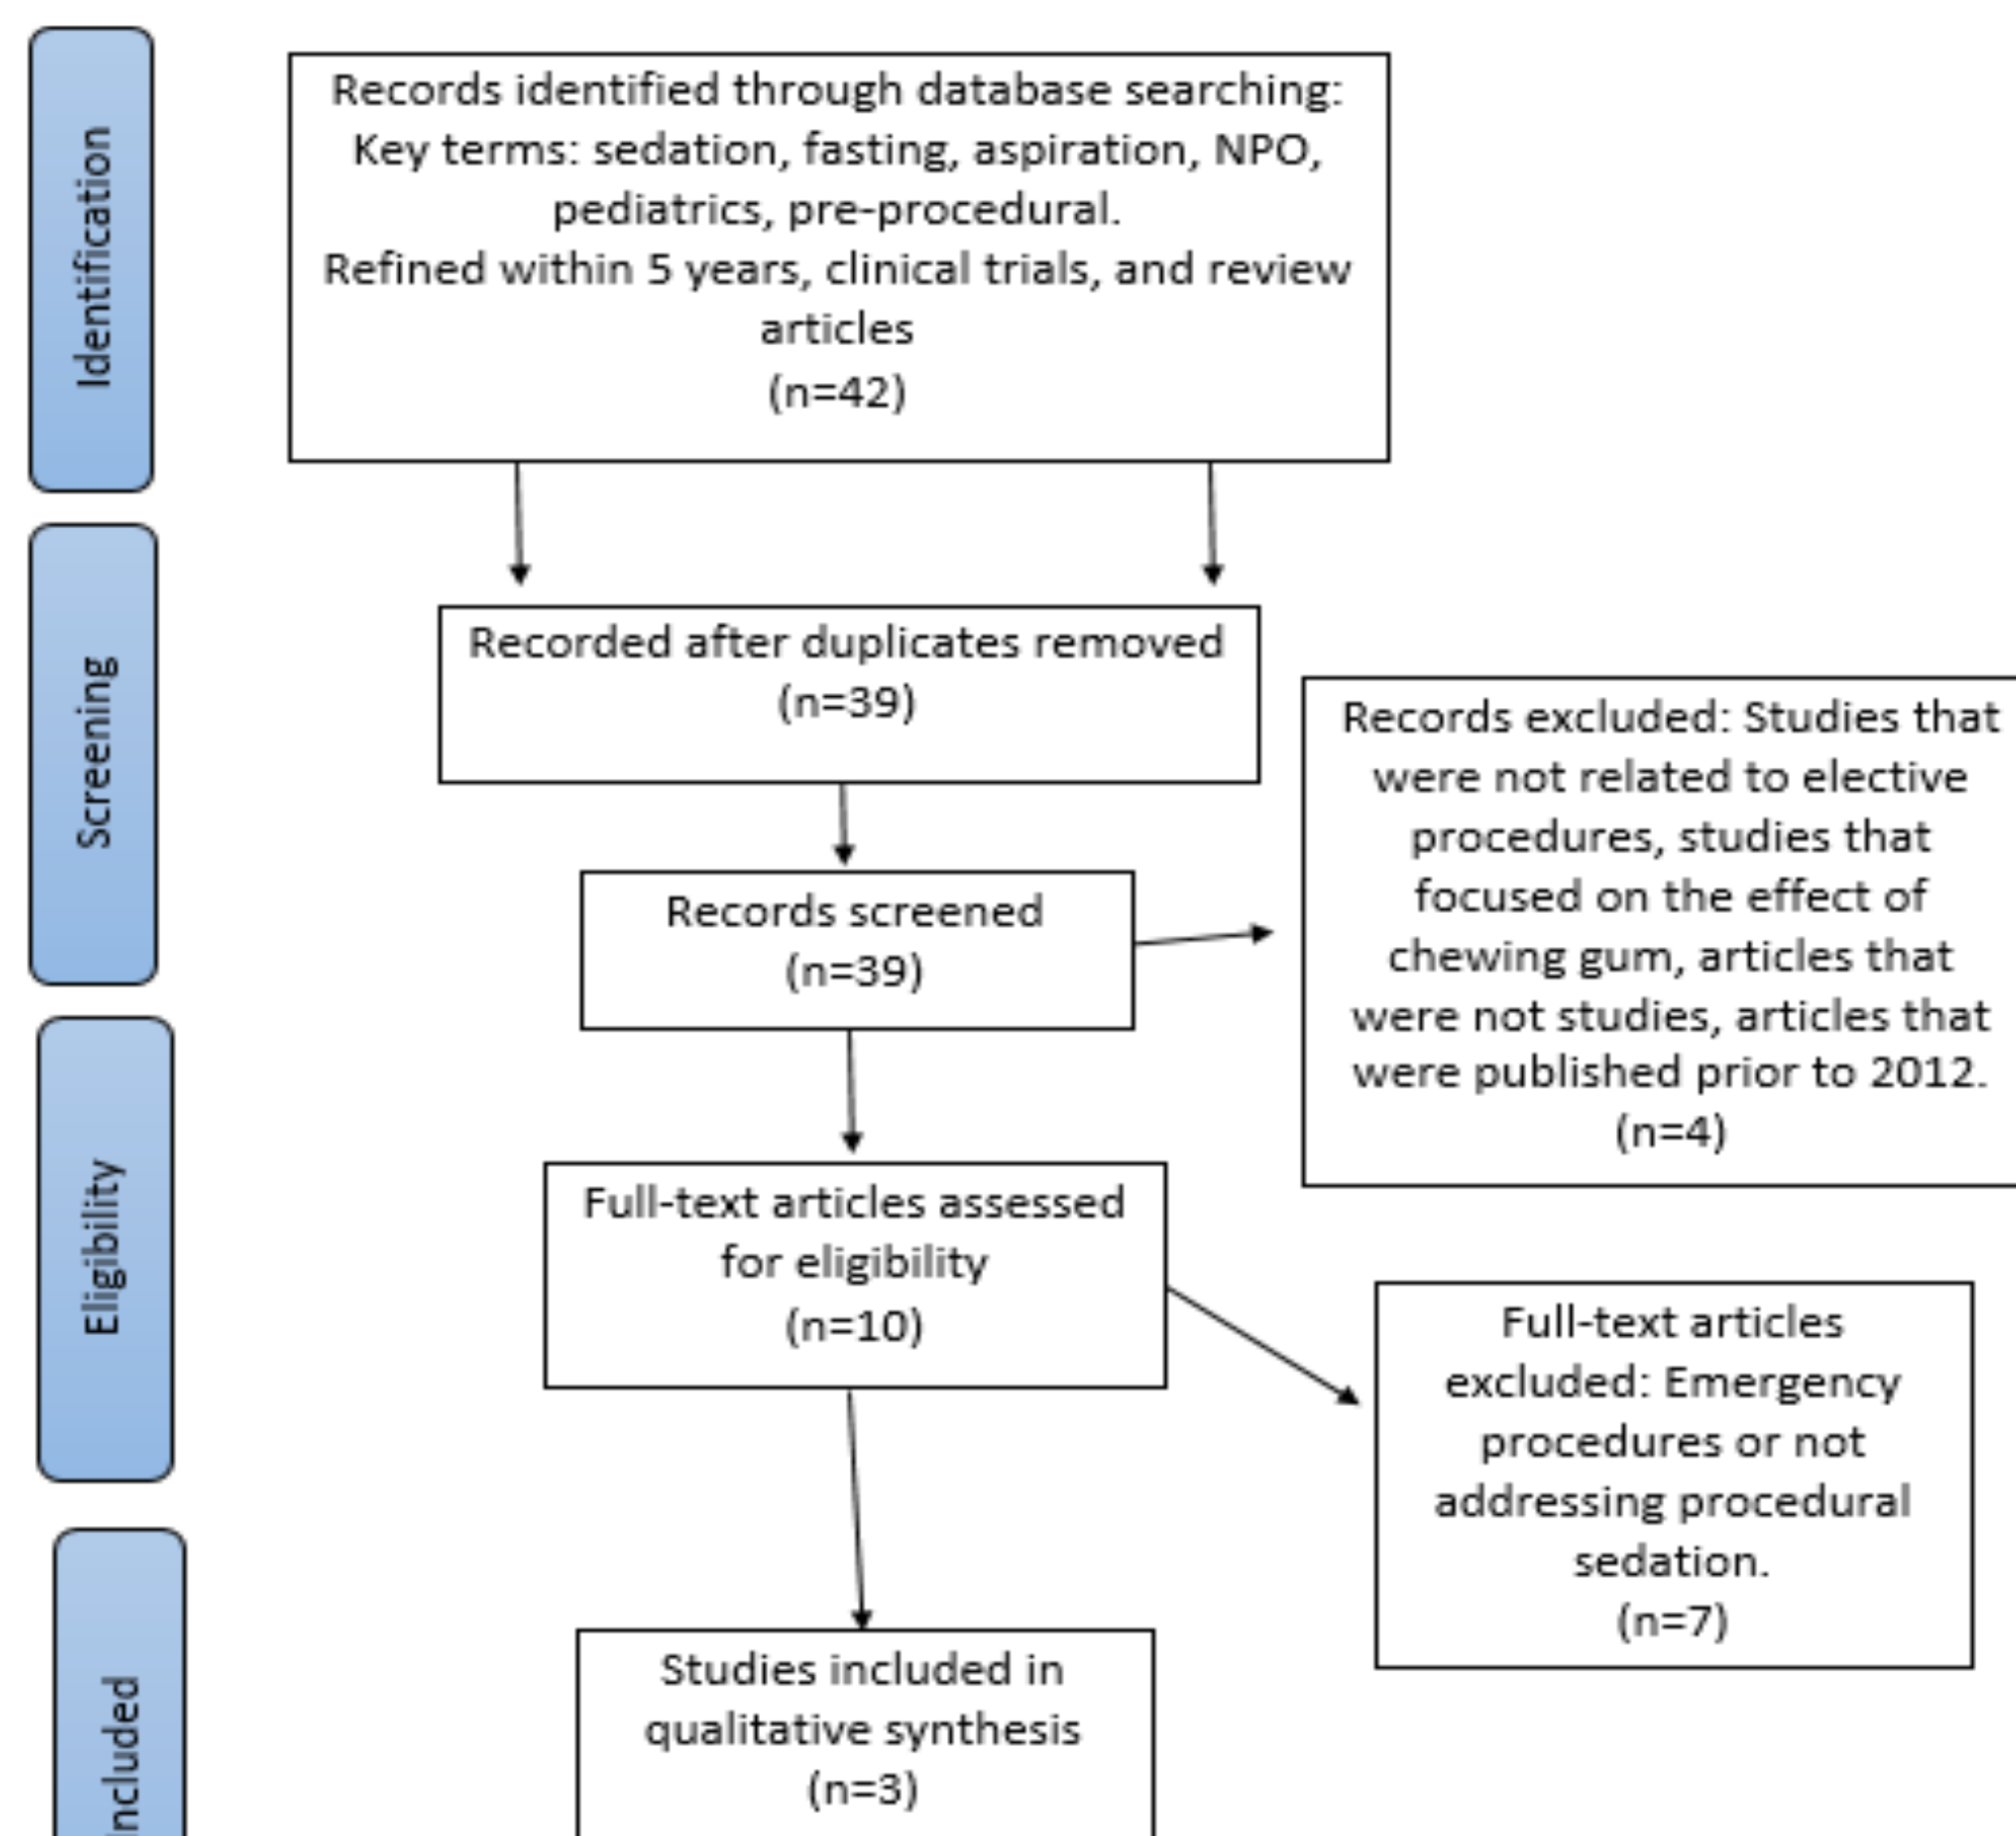 Identification
Records identified through database searching:
Key terms: sedation, fasting, aspiration, NPO,
pediatrics, pre-procedural.
Refined within 5 years, clinical trials, and review
articles
(n=42)
Screening
Recorded after duplicates removed
(n=39)
Records screened
(n=39)
Records excluded: Studies that
were not related to elective
procedures, studies that
focused on the effect of
chewing gum, articles that
were not studies, articles that
were published prior to 2012.
(n=4)
Eligibility
Full-text articles assessed
for eligibility
(n=10)
Full-text articles
excluded: Emergency
procedures or not
addressing procedural
sedation.
(n=7)
Included
Studies included in
qualitative synthesis
(n=3)